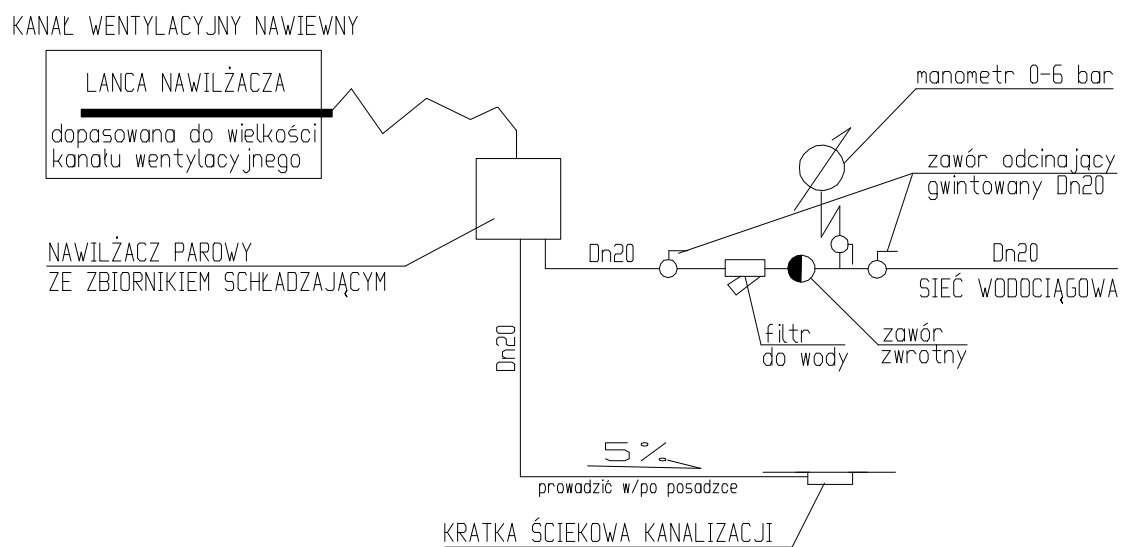 KANAŁ WENTYLACYJNY NAWIEWNY
LANCA NAWILŻACZA
dopasowana do wielkości
kanału wentylacyjnego
manometr 0-6 bar
zawór odcinający
gwintowany Dn20
NAWILŻACZ PAROWY
ZE ZBIORNIKIEM SCHŁADZAJĄCYM
Dn20
Dn20
SIEĆ WODOCIĄGOWA
filtr
do wody
zawór
zwrotny
Dn20
5%
prowadzić w/po posadzce
KRATKA ŚCIEKOWA KANALIZACJI